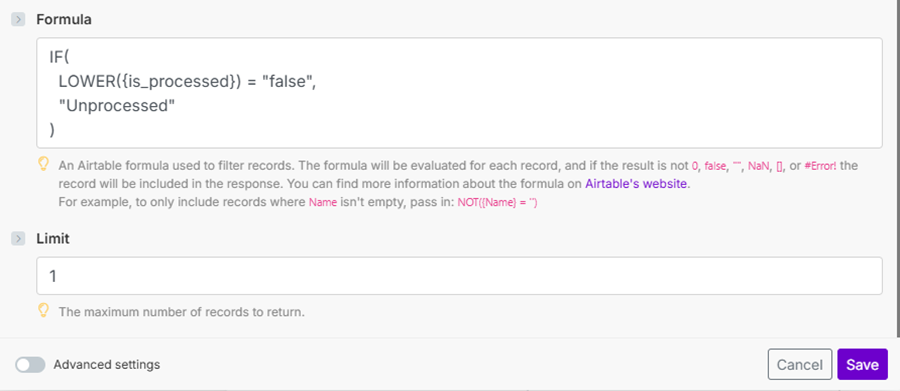 Formula
IF(
LOWER({is_processed}) = "false",
"Unprocessed"
)
An Airtable formula used to filter records. The formula will be evaluated for each record, and if the result is not 0, false, "", NaN, [], or #Error! the
record will be included in the response. You can find more information about the formula on Airtable's website.
For example, to only include records where Name isn't empty, pass in: NOT({Name} = '')
Limit
1
The maximum number of records to return.
Advanced settings
Cancel
Save